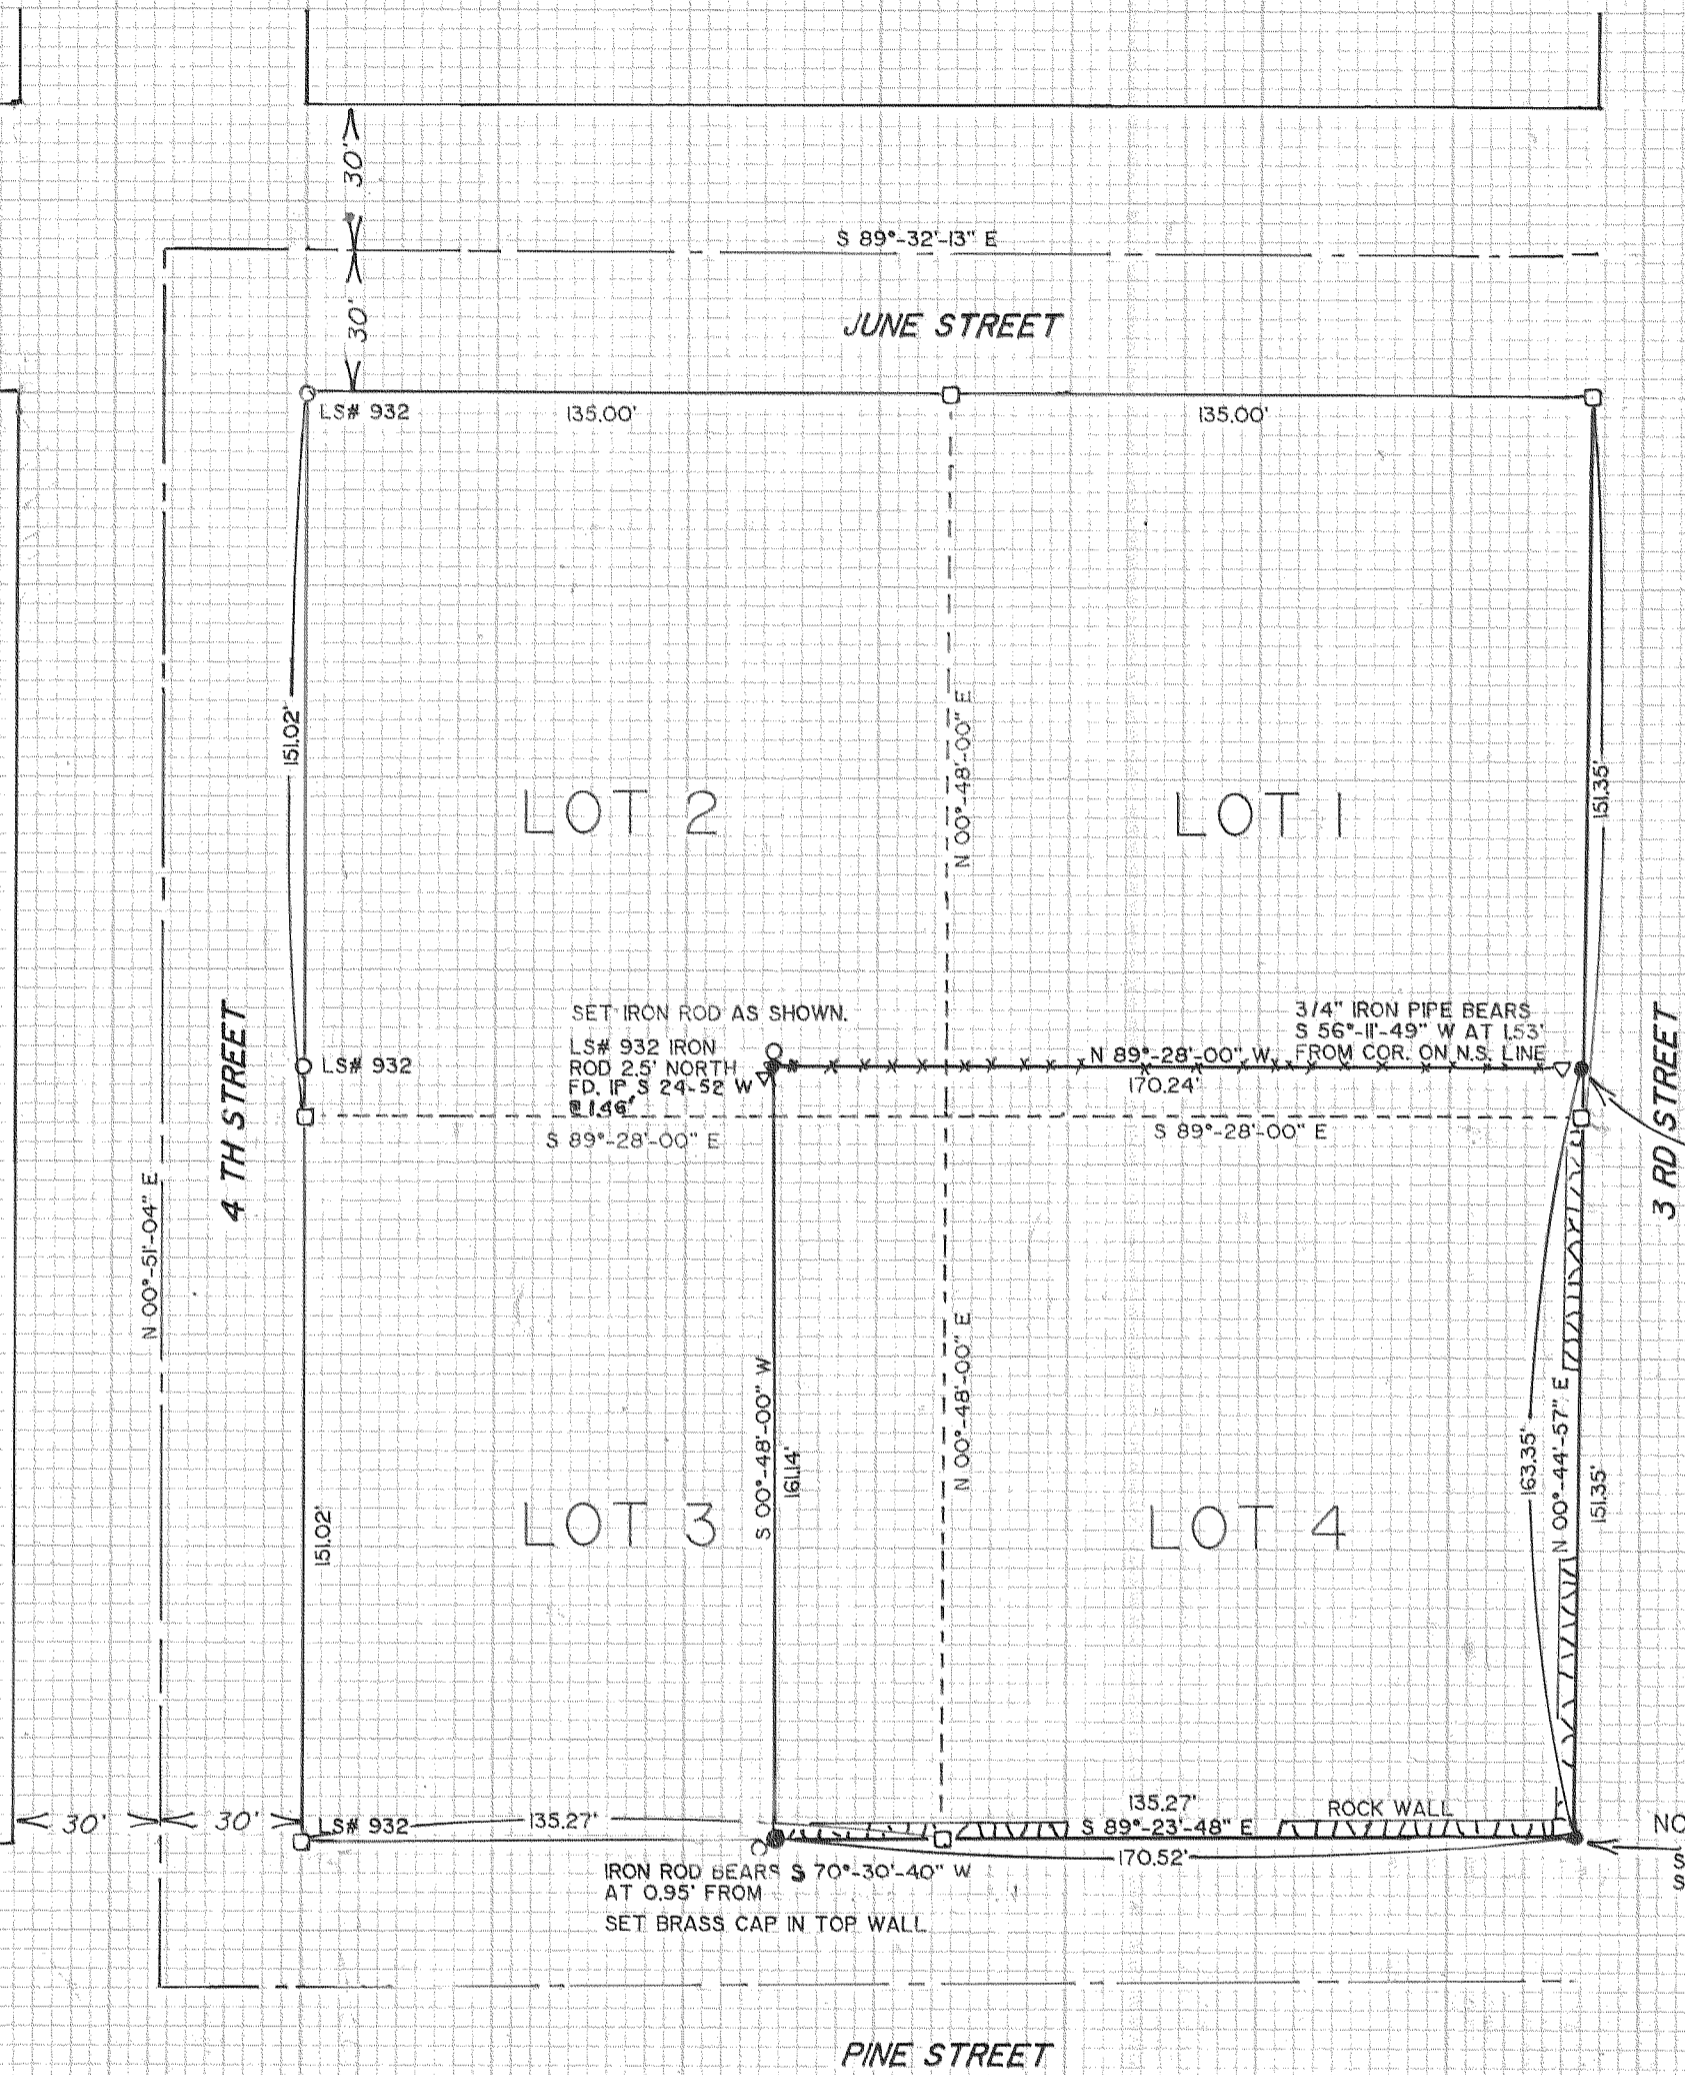 30'
S 89°-32'-13" E
30'
JUNE STREET
LS# 932
135.00'
135.00'
151.02'
N 00°-48'-00" E
151.35'
LOT 2
LOT 1
4 TH STREET
SET IRON ROD AS SHOWN.
LS# 932 IRON
ROD 2.5' NORTH
FD. IP S 24-52 W
@ 1.46'
LS# 932
3/4" IRON PIPE BEARS
S 56°-11'-49" W AT 1.53'
FROM COR. ON N.S. LINE
N 89°-28'-00" W
170.24'
3 RD STREET
S 89°-28'-00" E
S 89°-28'-00" E
N 00°-51'-04" E
S 00°-48'-00" W
161.14'
N 00°-48'-00" E
163.35'
N 00°-44'-57" E
151.35'
LOT 3
LOT 4
151.02'
30'
30'
LS# 932
135.27'
135.27'
S 89°-23'-48" E
ROCK WALL
170.52'
NO
S
S
IRON ROD BEARS S 70°-30'-40" W
AT 0.95' FROM
SET BRASS CAP IN TOP WALL
PINE STREET